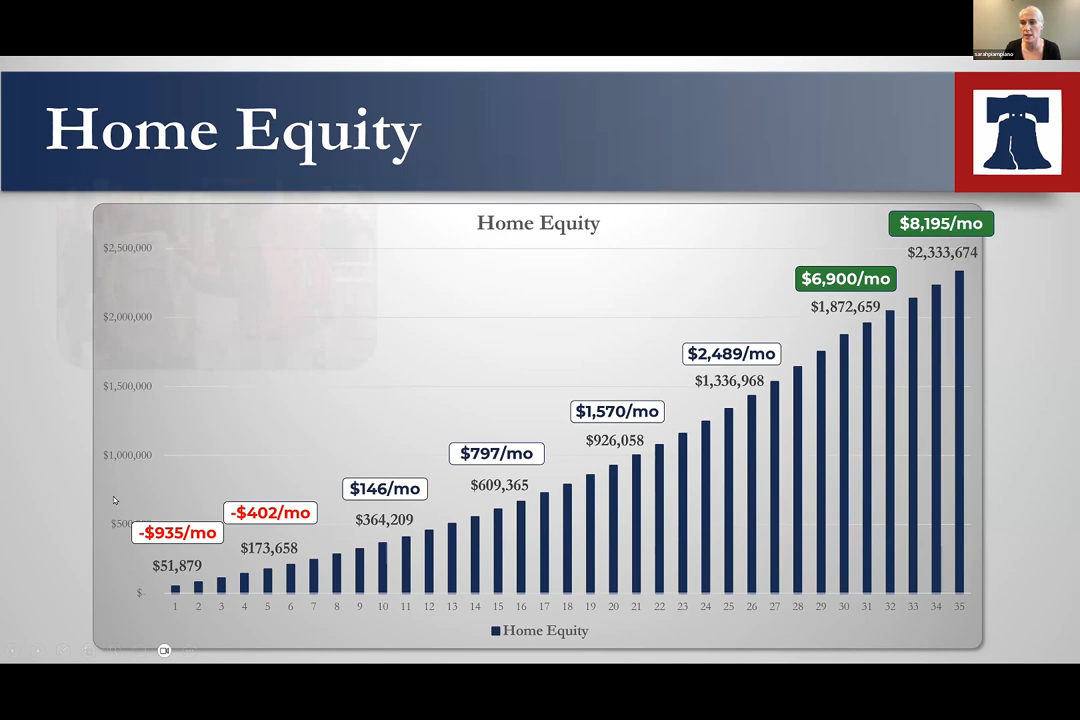 sarahpiampiano
Home Equity
Home Equity
$8,195/mo
$2,500,000
$2,333,674
$6,900/mo
$1,872,659
$2,000,000
$2,489/mo
$1,336,968
$1,500,000
$1,570/mo
$926,058
$1,000,000
$797/mo
$609,365
$146/mo
$364,209
-$402/mo
-$935/mo
$173,658
$51,879
$-
1 2 3 4 5 6 7 8 9 10 11 12 13 14 15 16 17 18 19 20 21 22 23 24 25 26 27 28 29 30 31 32 33 34 35
Home Equity